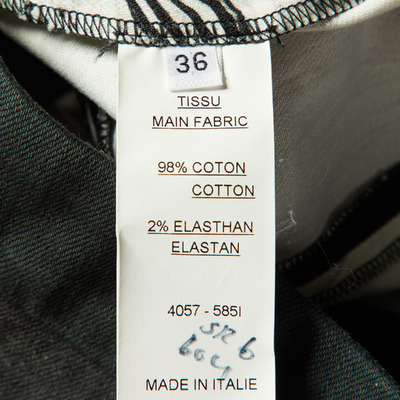 36
TISSU
MAIN FABRIC
98% COTON
COTTON
2% ELASTHAN
ELASTAN
4057 - 585I
MADE IN ITALIE